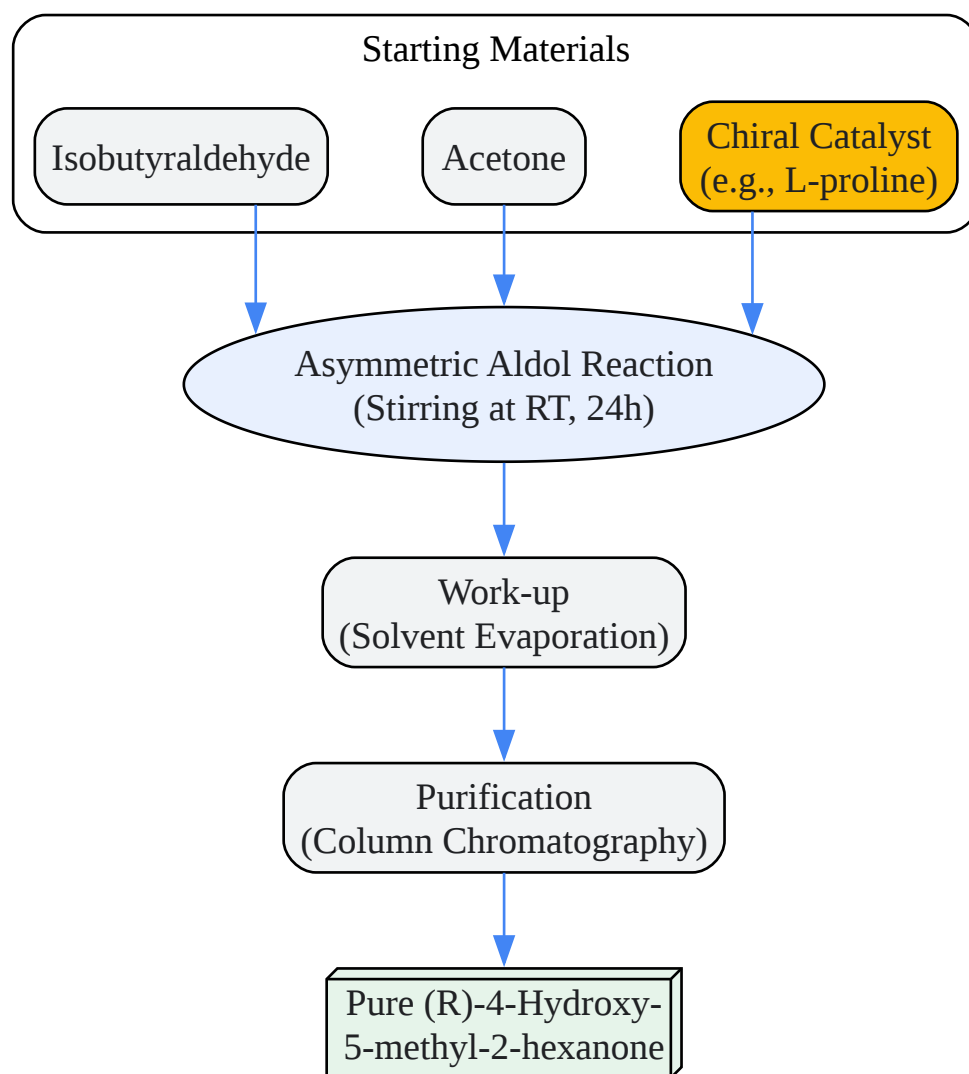 Starting Materials
Isobutyraldehyde
Acetone
Chiral Catalyst
(e.g., L-proline)
Asymmetric Aldol Reaction
(Stirring at RT, 24h)
Work-up
(Solvent Evaporation)
Purification
(Column Chromatography)
Pure (R)-4-Hydroxy-
5-methyl-2-hexanone